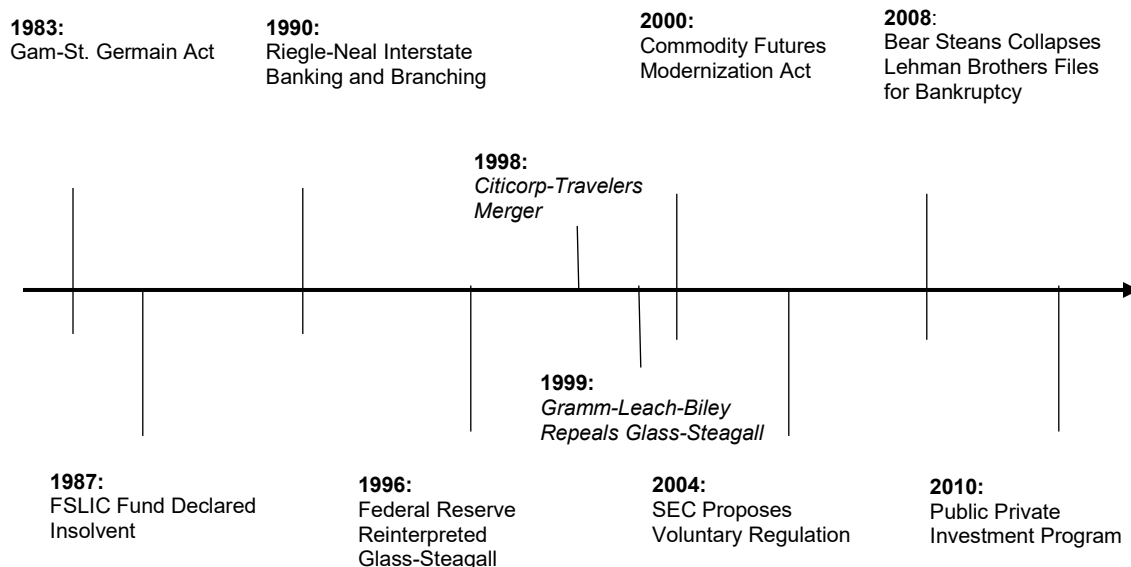 1983:
Gam-St. Germain Act
1990:
Riegle-Neal Interstate
Banking and Branching
2000:
Commodity Futures
Modernization Act
2008:
Bear Steans Collapses
Lehman Brothers Files
for Bankruptcy
1998:
Citicorp-Travelers
Merger
1999:
Gramm-Leach-Biley
Repeals Glass-Steagall
1987:
FSLIC Fund Declared
Insolvent
1996:
Federal Reserve
Reinterpreted
Glass-Steagall
2004:
SEC Proposes
Voluntary Regulation
2010:
Public Private
Investment Program